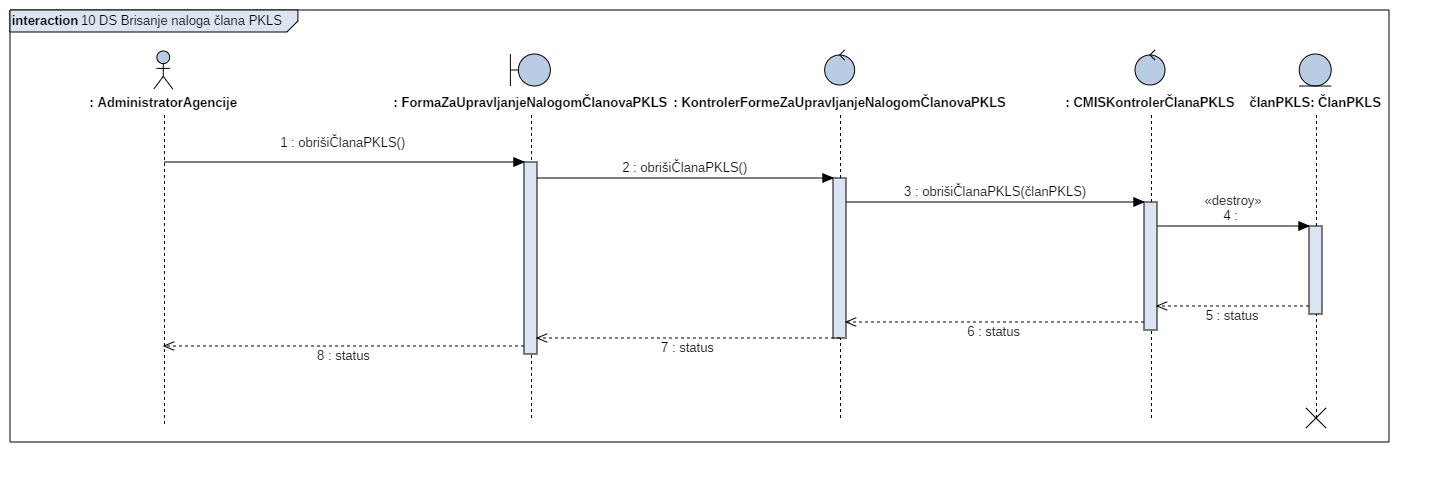 interaction 10 DS Brisanje naloga člana PKLS
: AdministratorAgencije
: FormaZaUpravljanjeNalogomČlanovaPKLS
: KontrolerFormeZaUpravljanjeNalogomČlanovaPKLS
: CMISKontrolerČlanaPKLS
članPKLS: ČlanPKLS
1 : obrišiČlanaPKLS()
2 : obrišiČlanaPKLS()
3 : obrišiČlanaPKLS(članPKLS)
«destroy»
4 :
5 : status
6 : status
7 : status
8 : status